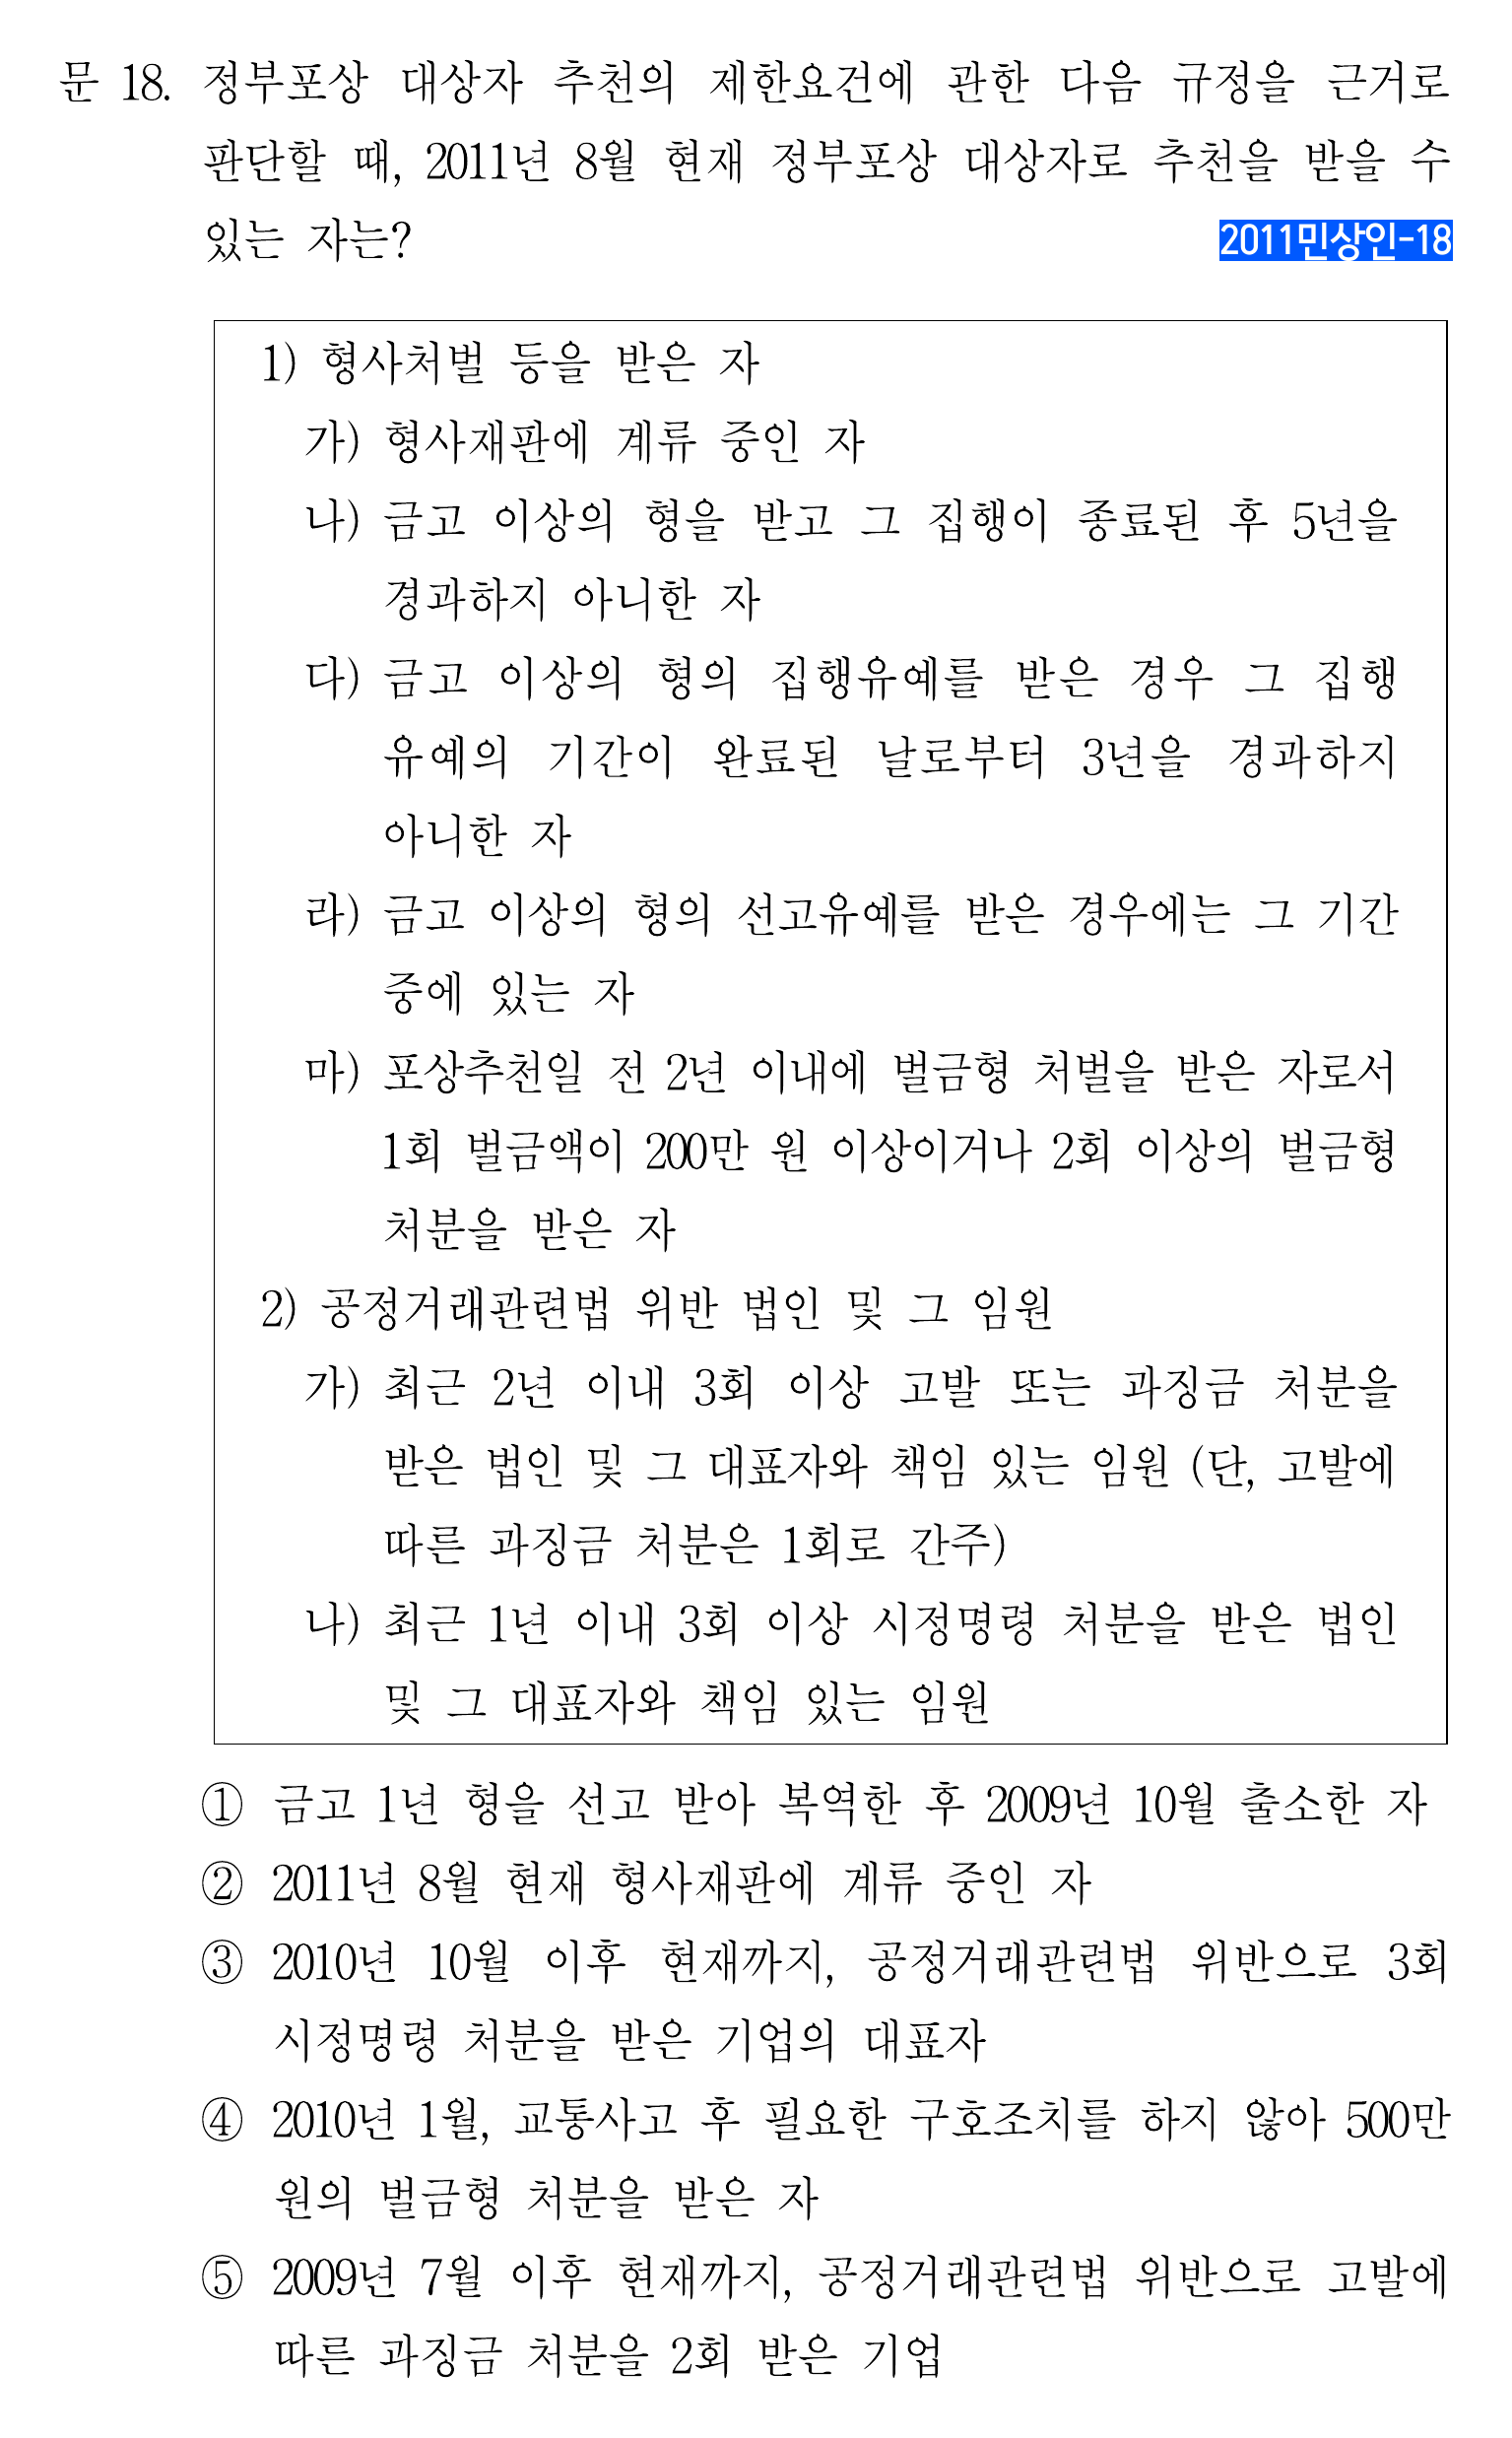 문 18. 정부포상 대상자 추천의 제한요건에 관한 다음 규정을 근거로
판단할 때, 2011년 8월 현재 정부포상 대상자로 추천을 받을 수
있는 자는?
2011민상인-18
1) 형사처벌 등을 받은 자
가) 형사재판에 계류 중인 자
나) 금고 이상의 형을 받고 그 집행이 종료된 후 5년을
경과하지 아니한 자
다) 금고 이상의 형의 집행유예를 받은 경우 그 집행
유예의 기간이 완료된 날로부터 3년을 경과하지
아니한 자
라) 금고 이상의 형의 선고유예를 받은 경우에는 그 기간
중에 있는 자
마) 포상추천일 전 2년 이내에 벌금형 처벌을 받은 자로서
1회 벌금액이 200만 원 이상이거나 2회 이상의 벌금형
처분을 받은 자
2) 공정거래관련법 위반 법인 및 그 임원
가) 최근 2년 이내 3회 이상 고발 또는 과징금 처분을
받은 법인 및 그 대표자와 책임 있는 임원 (단, 고발에
따른 과징금 처분은 1회로 간주)
나) 최근 1년 이내 3회 이상 시정명령 처분을 받은 법인
및 그 대표자와 책임 있는 임원
① 금고 1년 형을 선고 받아 복역한 후 2009년 10월 출소한 자
② 2011년 8월 현재 형사재판에 계류 중인 자
③ 2010년 10월 이후 현재까지, 공정거래관련법 위반으로 3회
시정명령 처분을 받은 기업의 대표자
④ 2010년 1월, 교통사고 후 필요한 구호조치를 하지 않아 500만
원의 벌금형 처분을 받은 자
⑤ 2009년 7월 이후 현재까지, 공정거래관련법 위반으로 고발에
따른 과징금 처분을 2회 받은 기업